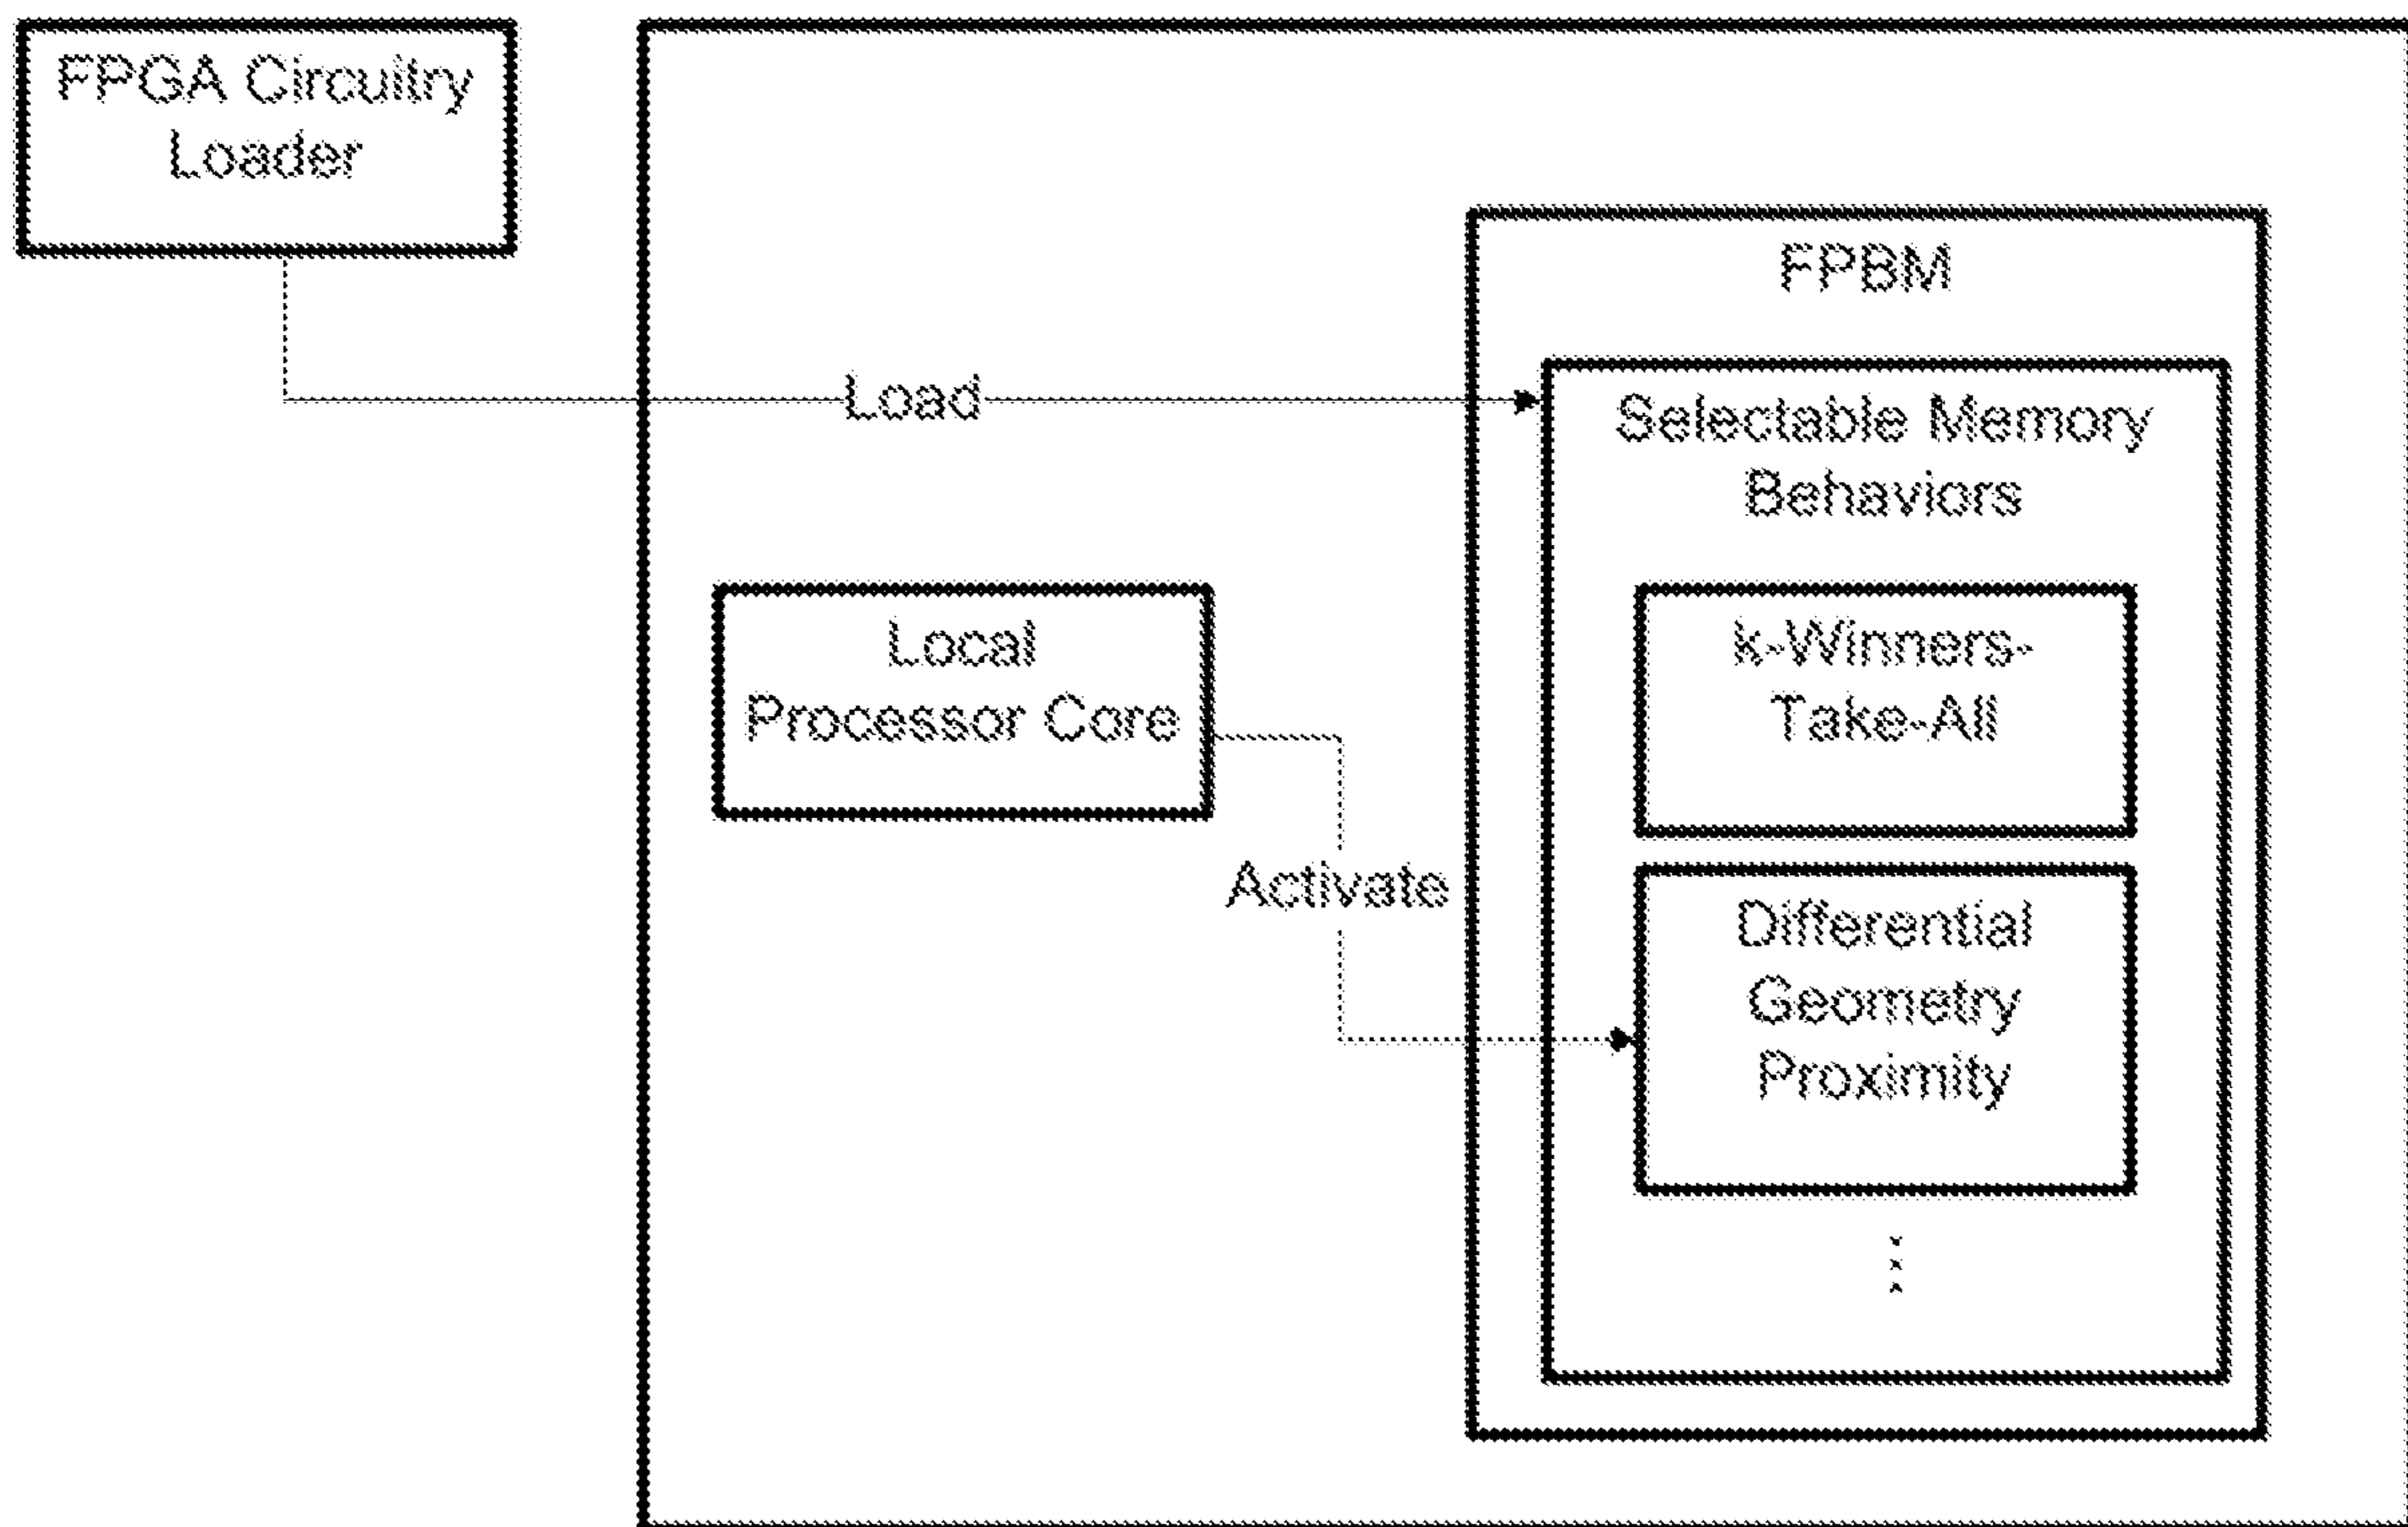 FPGA Circuitry
Loader
FPBM
Load
Selectable Memory
Behaviors
Local
Processor Core
k-Winners-
Take-All
Activate
Differential
Geometry
Proximity